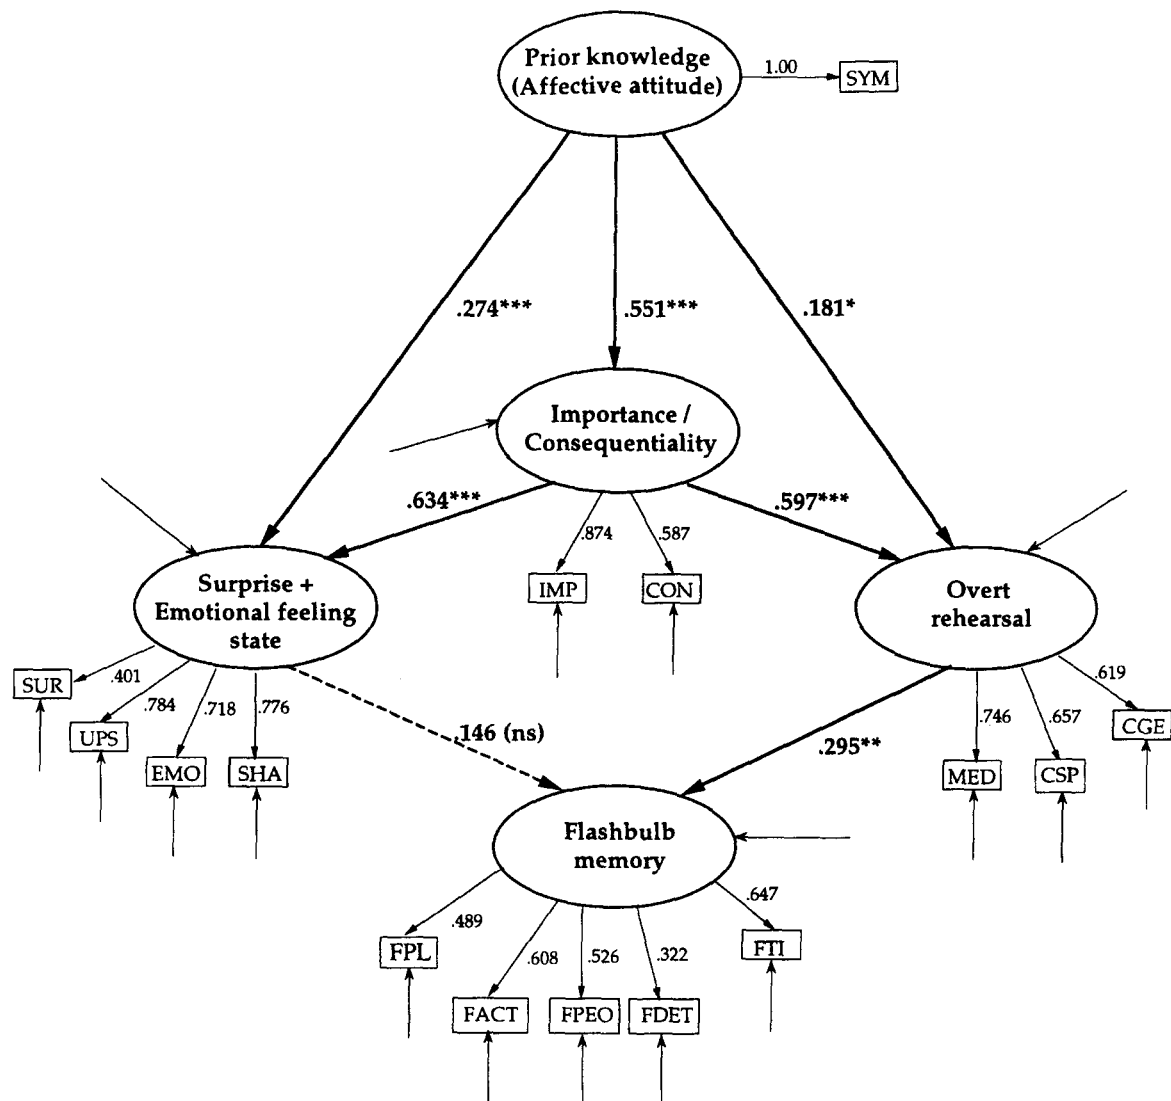 Prior knowledge
(Affective attitude)
1.00
SYM
.274***
.551***
.181*
Importance /
Consequentiality
.634***
.597***
.874
.587
IMP
CON
Surprise +
Emotional feeling
state
Overt
rehearsal
.401
.784
.718
.776
SUR
UPS
EMO
SHA
.619
.746
.657
CGE
MED
CSP
.146 (ns)
.295**
Flashbulb
memory
.489
.608
.526
.322
.647
FPL
FTI
FACT
FPEO
FDET